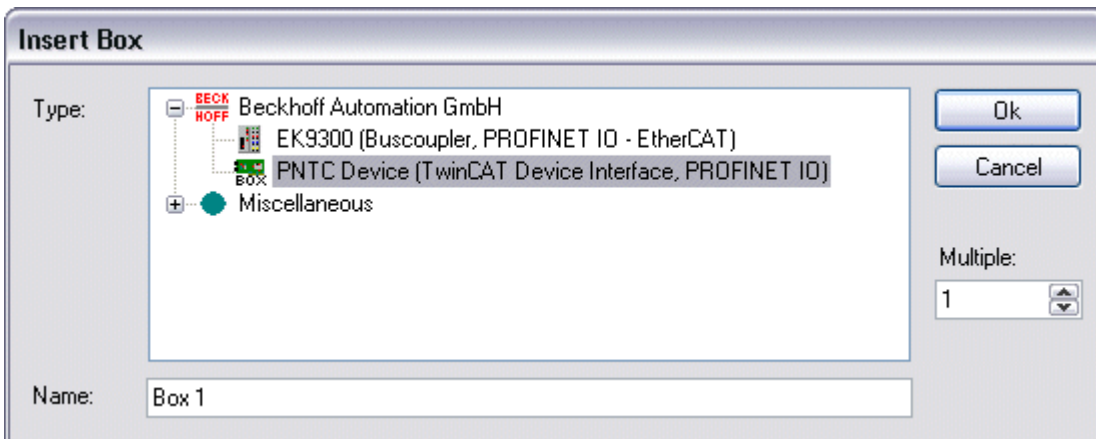 Insert Box
Type:
BECK
HOFF
Beckhoff Automation GmbH
EK9300 (Buscoupler, PROFINET IO - EtherCAT)
BOX
PNTC Device (TwinCAT Device Interface, PROFINET IO)
Miscellaneous
Ok
Cancel
Multiple:
1
Name:
Box 1